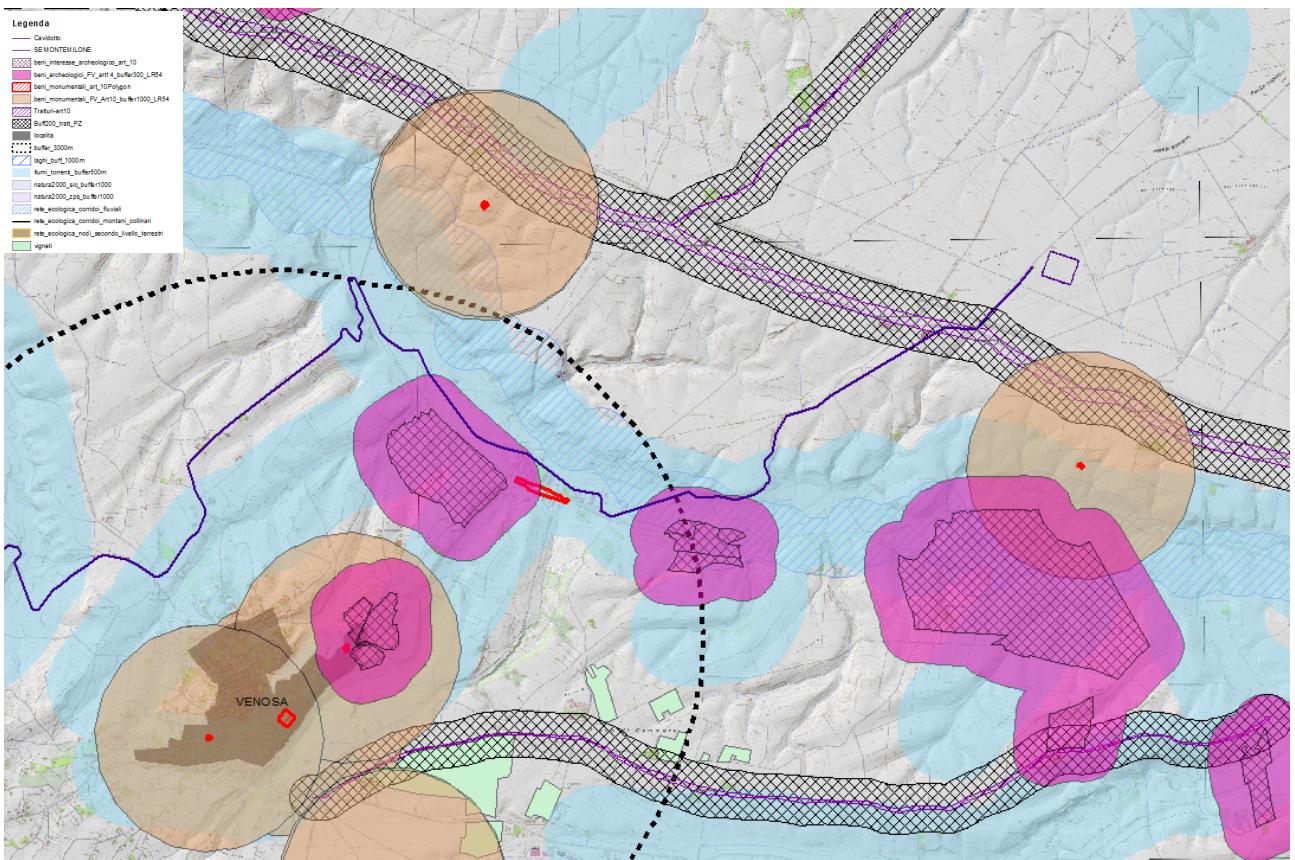 Legenda
Cavidotto
SE MONTEMILONE
beni_interesse_archeologico_art_10
beni_archeologici_FV_art14_buffer300_LR54
beni_monumentali_art_10Polygon
beni_monumentali_FV_Art10_buffer1000_LR54
Tratturi-art10
Buff200_tratt_PZ
localita
buffer_3000m
laghi_buff_1000m
fiumi_torrenti_buffer500m
natura2000_sic_buffer1000
natura2000_zps_buffer1000
rete_ecologica_corridoi_fluviali
rete_ecologica_corridoi_montani_collinari
rete_ecologica_nodi_secondo_livello_terrestri
vigneti
VENOSA